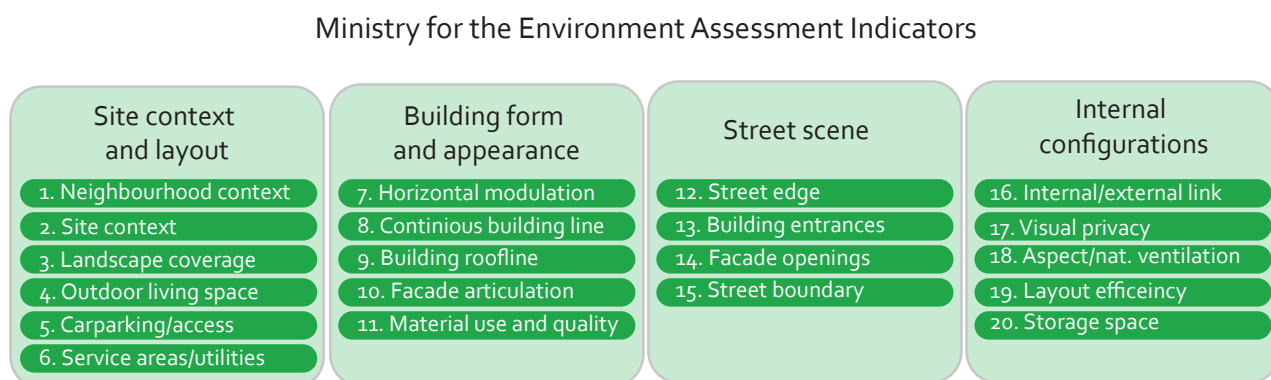 Ministry for the Environment Assessment Indicators
Site context
and layout
1. Neighbourhood context
2. Site context
3. Landscape coverage
4. Outdoor living space
5. Carparking/access
6. Service areas/utilities
Building form
and appearance
7. Horizontal modulation
8. Continious building line
9. Building roofline
10. Facade articulation
11. Material use and quality
Street scene
12. Street edge
13. Building entrances
14. Facade openings
15. Street boundary
Internal
configurations
16. Internal/external link
17. Visual privacy
18. Aspect/nat. ventilation
19. Layout efficeincy
20. Storage space